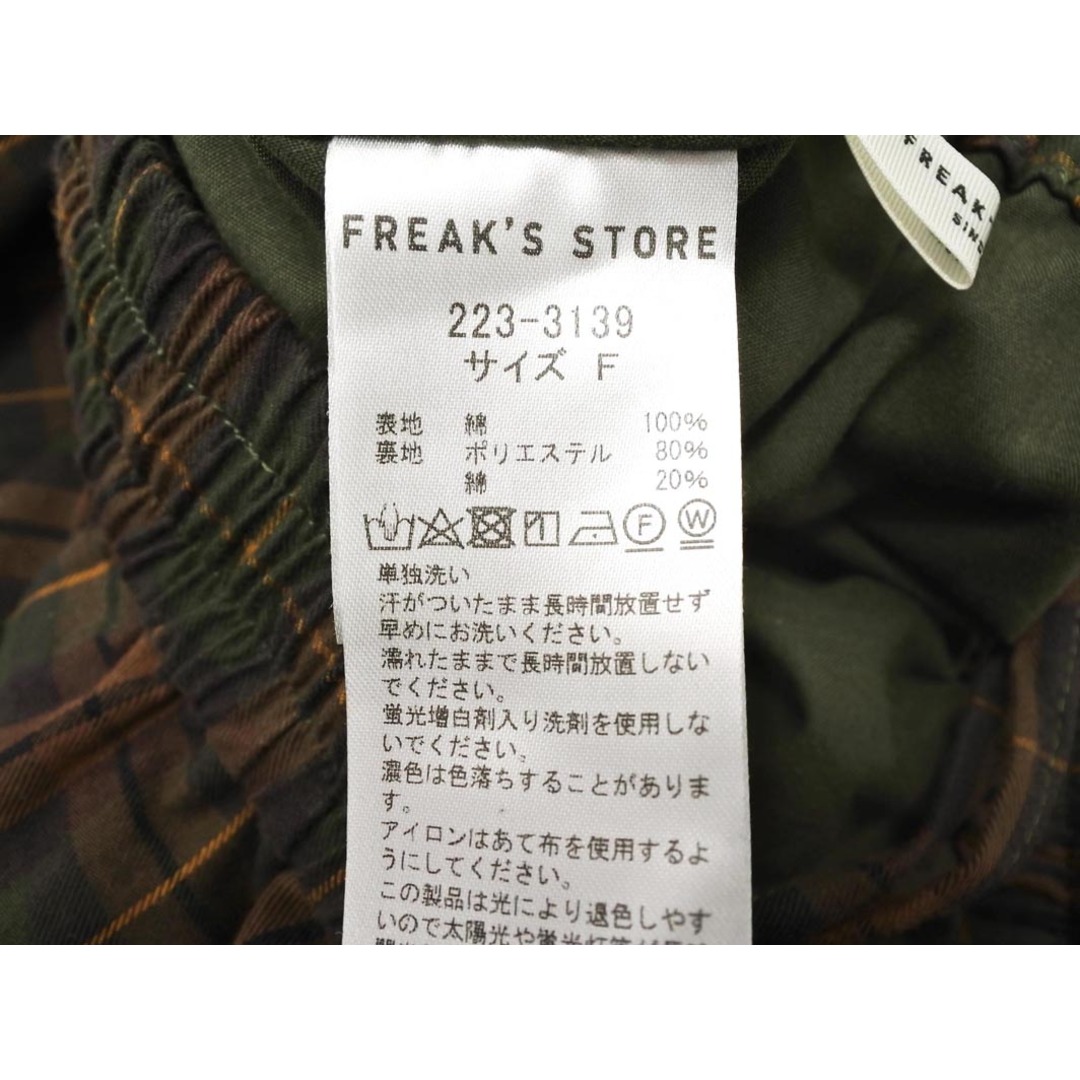 FREAK'S STORE
223-3139
サイズ F
表地 綿 100%
裏地 ポリエステル 80%
綿 20%
F W
単独洗い
汗がついたまま長時間放置せず
早めにお洗いください。
濡れたままで長時間放置しない
でください。
蛍光増白剤入り洗剤を使用しな
いでください。
濃色は色落ちすることがありま
す。
アイロンはあて布を使用するよ
うにしてください。
この製品は光により退色しやす
いので太陽光や蛍光灯等が
FREAK'
SINC